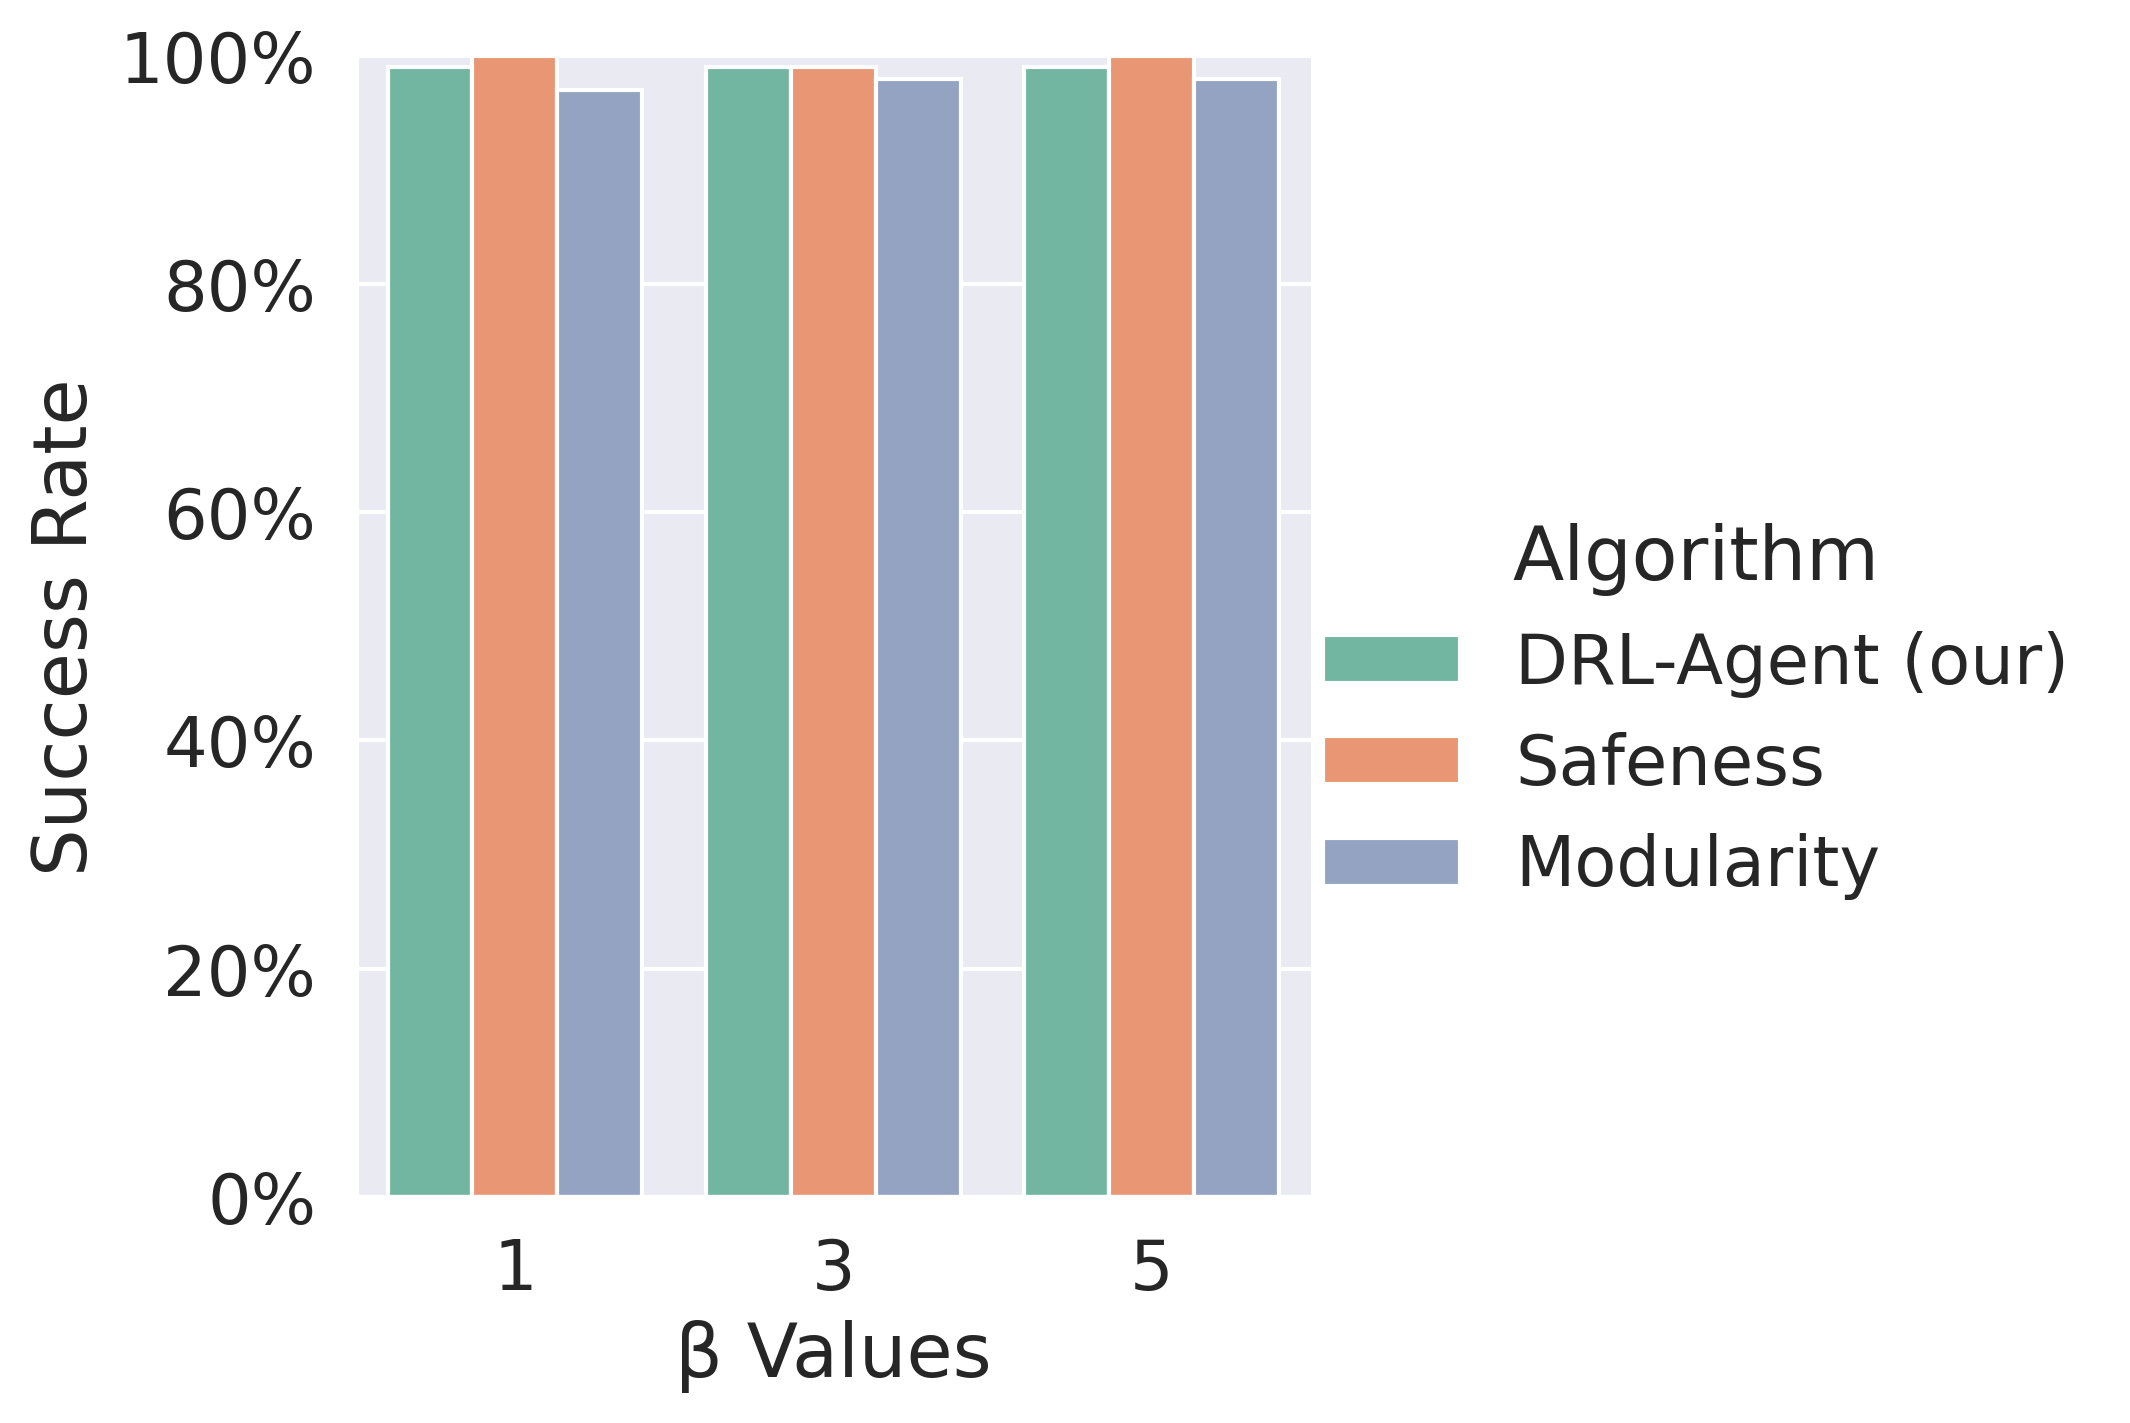 100%
80%
60%
40%
20%
0%
Success Rate
1 3 5
β Values
Algorithm
DRL-Agent (our)
Safeness
Modularity